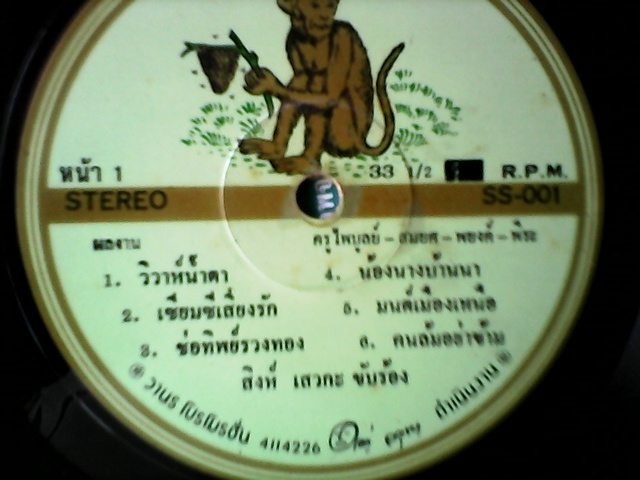 หน้า 1
33 1/2 R.P.M.
STEREO
SS-001
ผลงาน
ครูไพบูลย์ - สมยศ - พยงค์ - พีระ
1. วิวาห์น้ำตา
2. เซียมซีเสี่ยงรัก
3. ช่อทิพย์รวงทอง
4. น้องนางบ้านนา
5. มนต์เมืองเหนือ
6. คนล้มอย่าข้าม
สิงห์ เสวกะ ขับร้อง
วานร โปรโมรชั่น 4114226
ดำเนินงาน